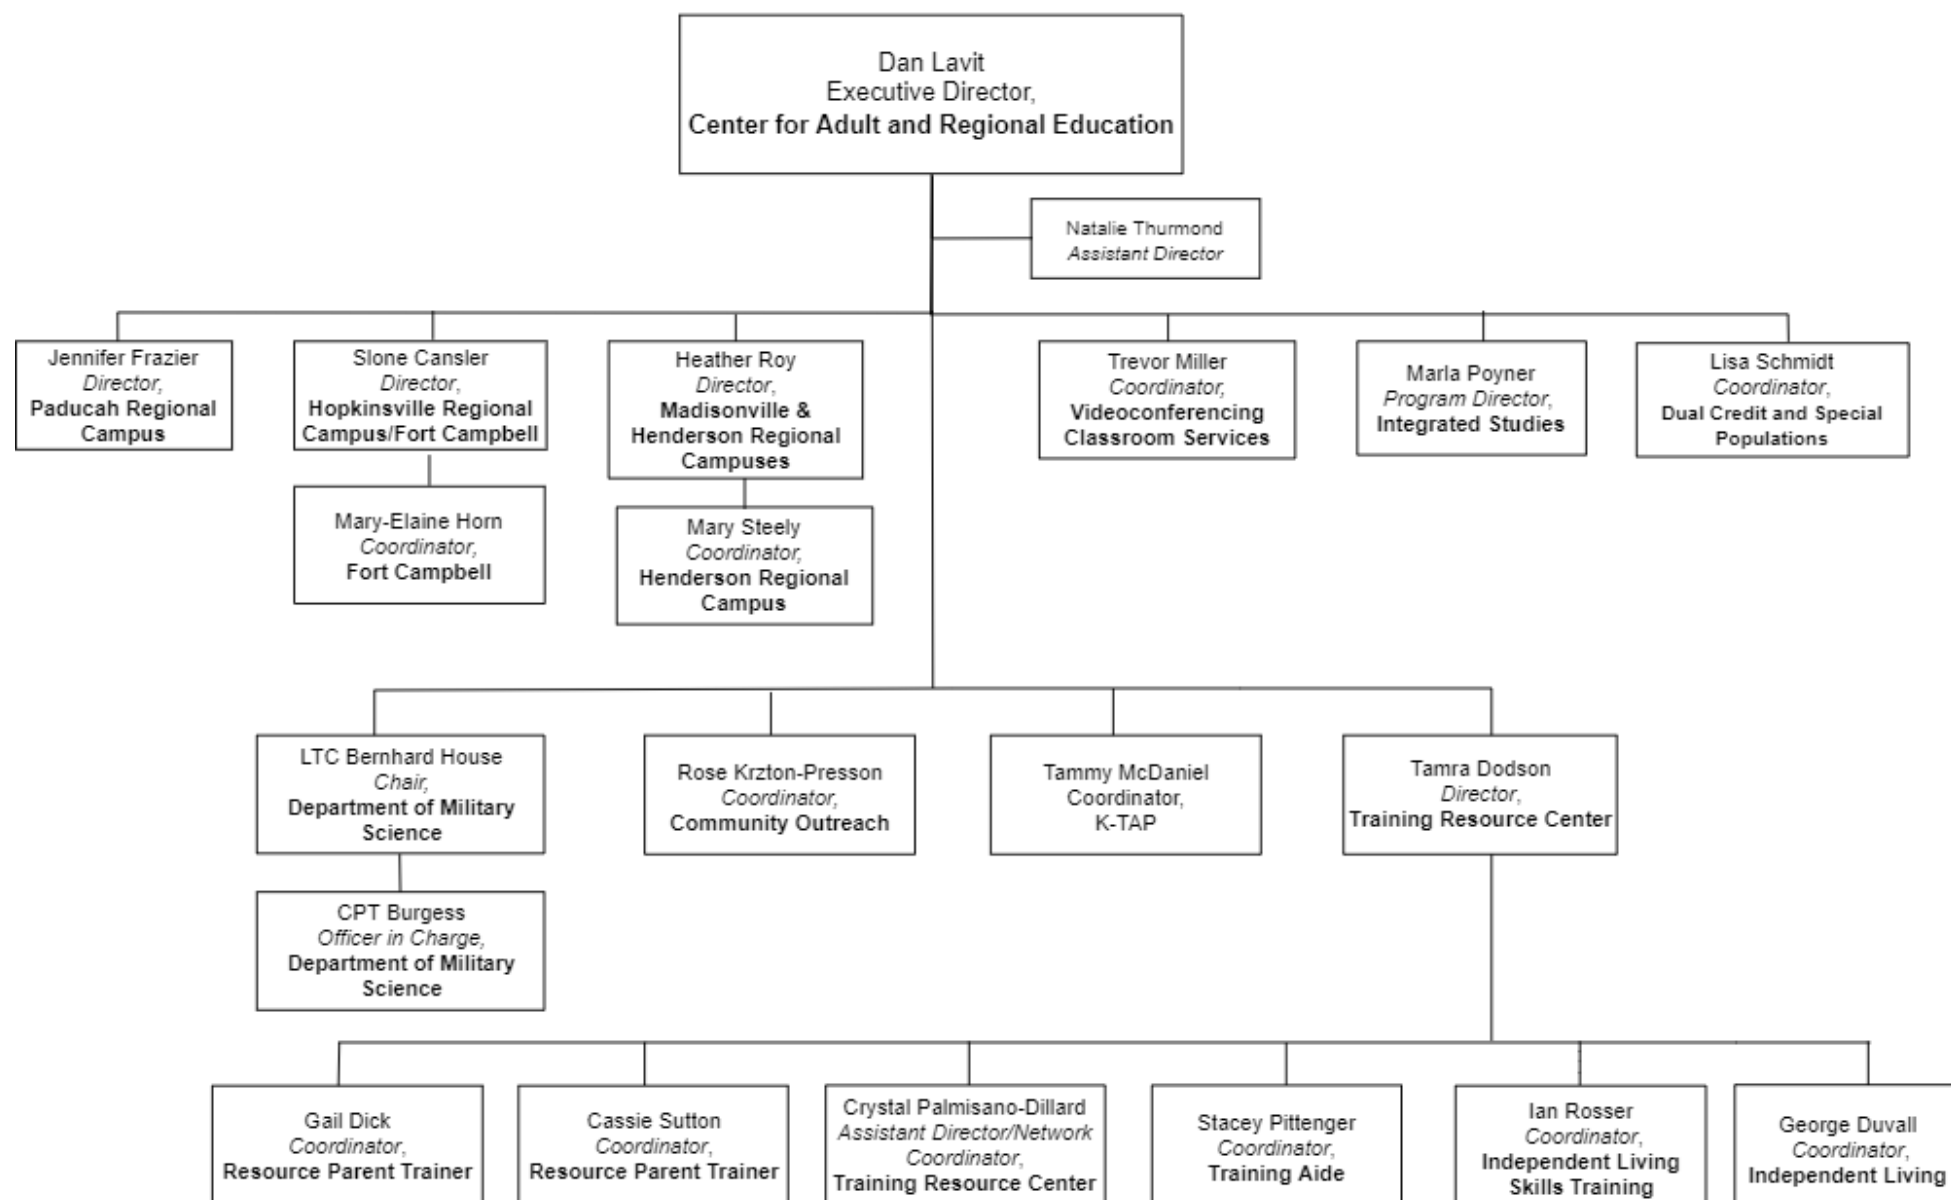 Dan Lavit
Executive Director,
Center for Adult and Regional Education
Natalie Thurmond
Assistant Director
Jennifer Frazier
Director,
Paducah Regional
Campus
Slone Cansler
Director,
Hopkinsville Regional
Campus/Fort Campbell
Heather Roy
Director,
Madisonville &
Henderson Regional
Campuses
Trevor Miller
Coordinator,
Videoconferencing
Classroom Services
Marla Poyner
Program Director,
Integrated Studies
Lisa Schmidt
Coordinator,
Dual Credit and Special
Populations
Mary-Elaine Horn
Coordinator,
Fort Campbell
Mary Steely
Coordinator,
Henderson Regional
Campus
LTC Bernhard House
Chair,
Department of Military
Science
Rose Krzton-Presson
Coordinator,
Community Outreach
Tammy McDaniel
Coordinator,
K-TAP
Tamra Dodson
Director,
Training Resource Center
CPT Burgess
Officer in Charge,
Department of Military
Science
Gail Dick
Coordinator,
Resource Parent Trainer
Cassie Sutton
Coordinator,
Resource Parent Trainer
Crystal Palmisano-Dillard
Assistant Director/Network
Coordinator,
Training Resource Center
Stacey Pittenger
Coordinator,
Training Aide
Ian Rosser
Coordinator,
Independent Living
Skills Training
George Duvall
Coordinator,
Independent Living